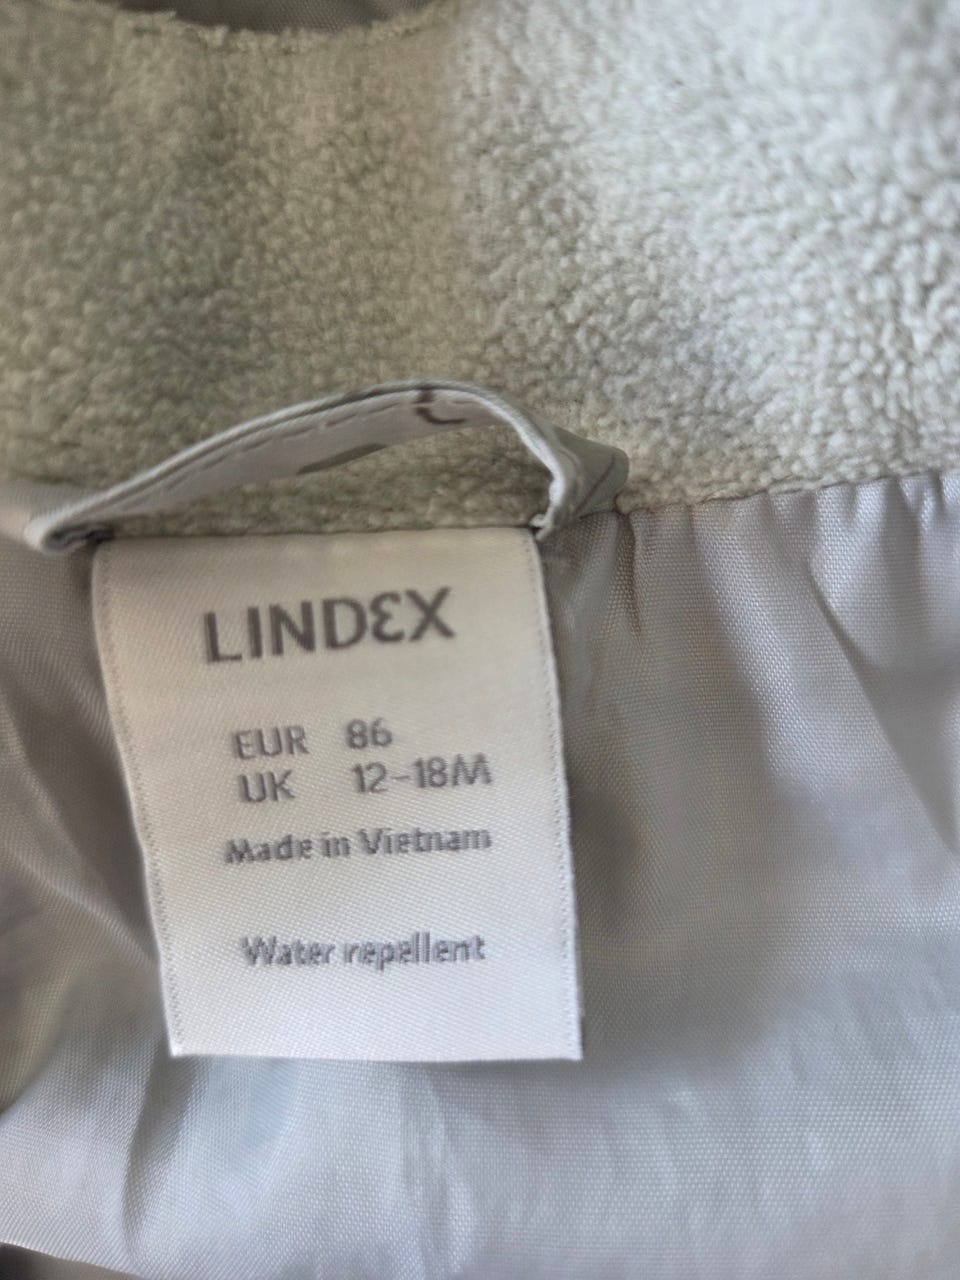 LINDEX
EUR 86
UK 12-18M
Made in Vietnam
Water repellent